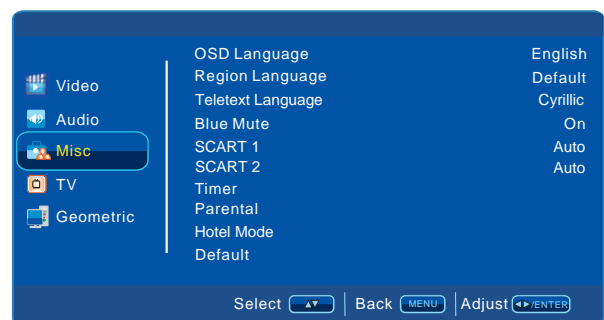 Video
Audio
Misc
TV
Geometric
OSD Language English
Region Language Default
Teletext Language Cyrillic
Blue Mute On
SCART 1 Auto
SCART 2 Auto
Timer
Parental
Hotel Mode
Default
Select ▲▼ Back MENU Adjust ◄►/ENTER